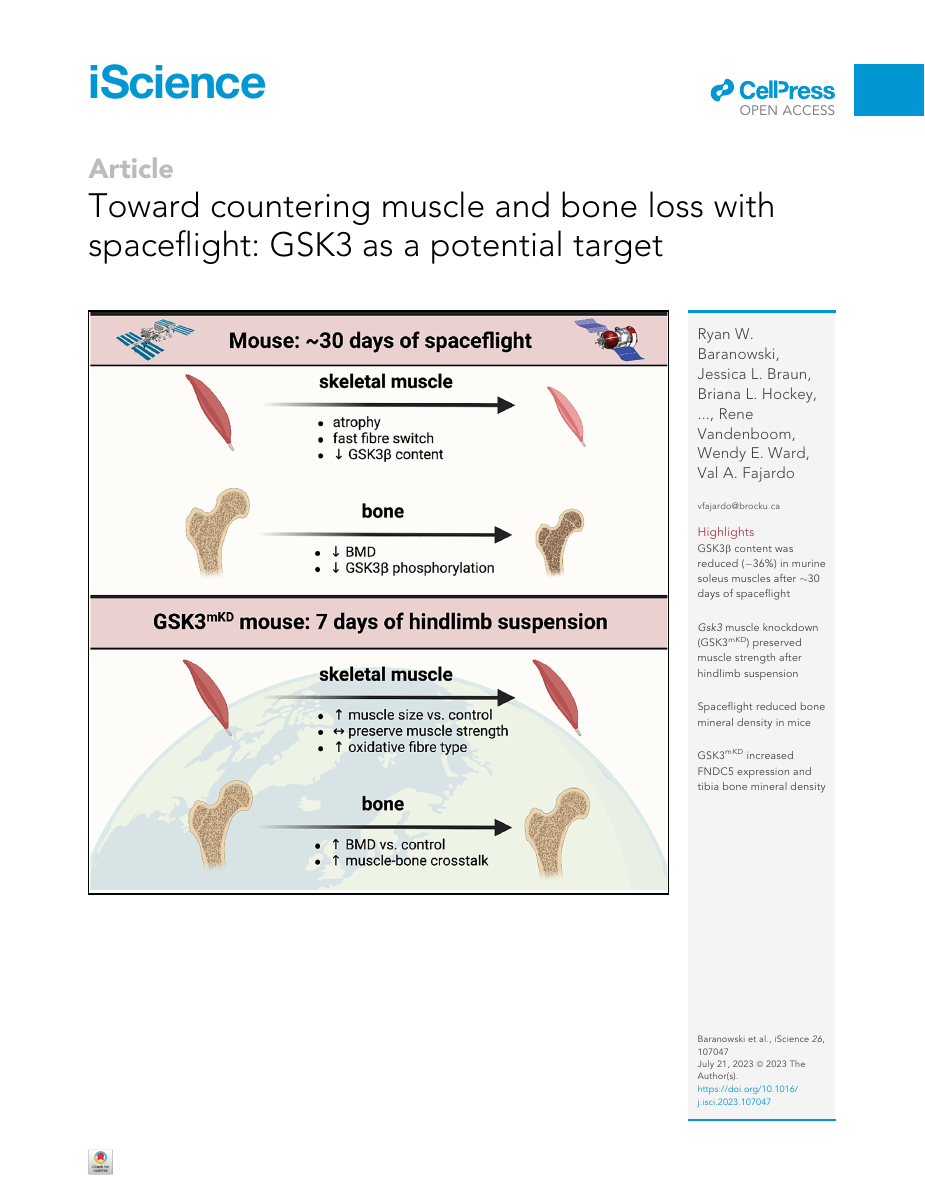 iScience
CellPress
OPEN ACCESS
Article
Toward countering muscle and bone loss with
spaceflight: GSK3 as a potential target
Mouse: ~30 days of spaceflight
skeletal muscle
• atrophy
• fast fibre switch
• ↓ GSK3β content
bone
• ↓ BMD
• ↓ GSK3β phosphorylation
GSK3mKD mouse: 7 days of hindlimb suspension
skeletal muscle
• ↑ muscle size vs. control
• ↔ preserve muscle strength
• ↑ oxidative fibre type
bone
• ↑ BMD vs. control
• ↑ muscle-bone crosstalk
Ryan W.
Baranowski,
Jessica L. Braun,
Briana L. Hockey,
..., Rene
Vandenboom,
Wendy E. Ward,
Val A. Fajardo
vfajardo@brocku.ca
Highlights
GSK3β content was
reduced (−36%) in murine
soleus muscles after ~30
days of spaceflight
Gsk3 muscle knockdown
(GSK3mKD) preserved
muscle strength after
hindlimb suspension
Spaceflight reduced bone
mineral density in mice
GSK3mKD increased
FNDC5 expression and
tibia bone mineral density
Baranowski et al., iScience 26,
107047
July 21, 2023 © 2023 The
Author(s).
https://doi.org/10.1016/
j.isci.2023.107047
Check for
updates